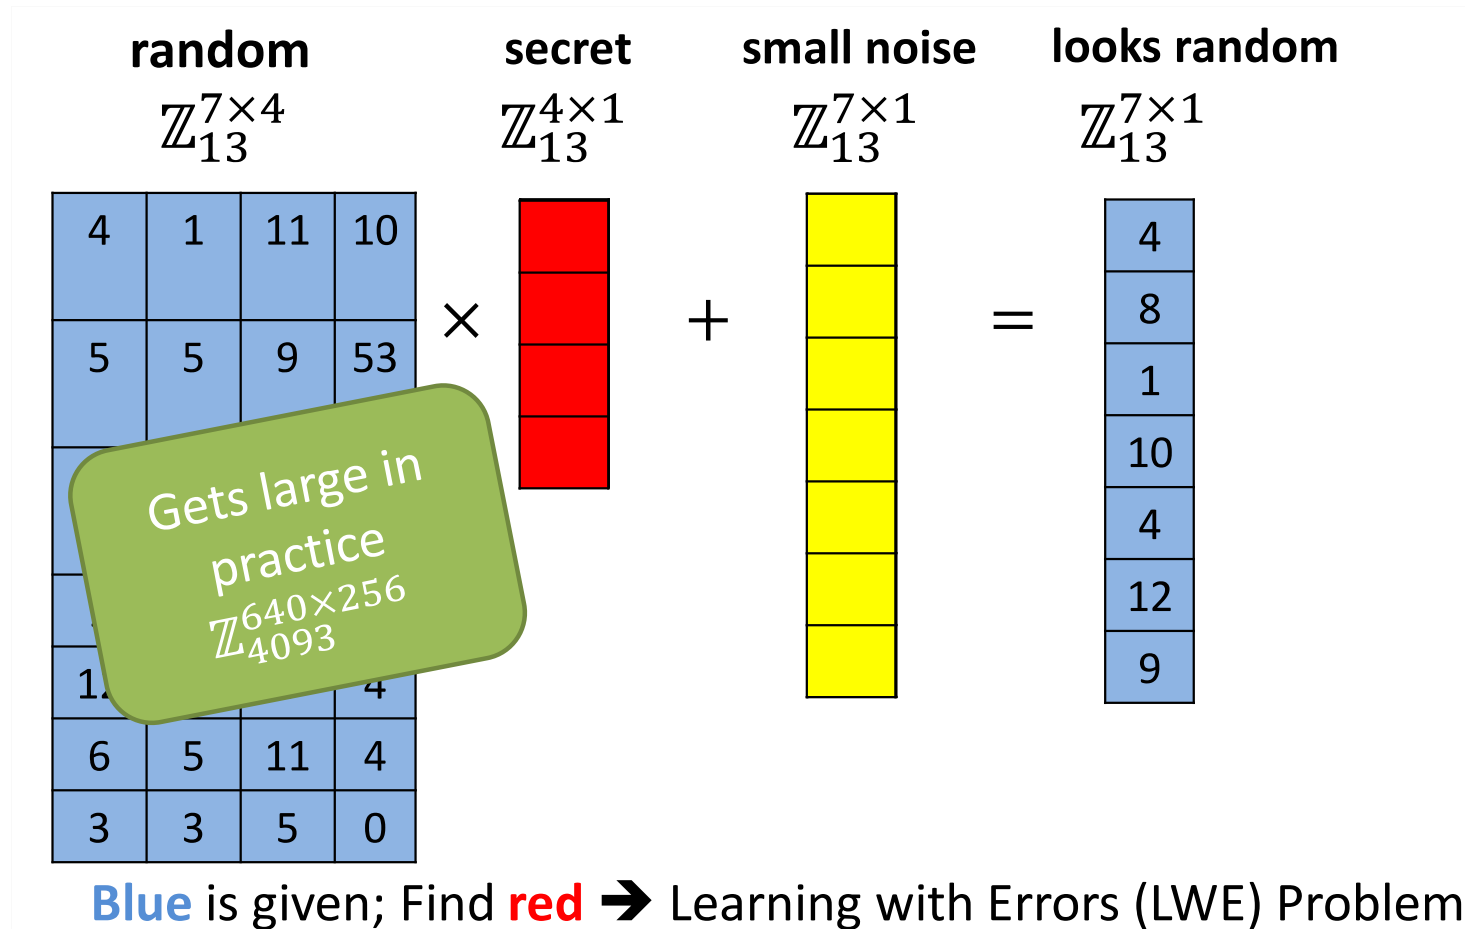 random secret small noise looks random
ℤ₁₃^{7×4} ℤ₁₃^{4×1} ℤ₁₃^{7×1} ℤ₁₃^{7×1}
4 1 11 10
5 5 9 53
4
6 5 11 4
3 3 5 0
×
+
=
4
8
1
10
4
12
9
Gets large in
practice
ℤ₄₀₉₃^{640×256}
Blue is given; Find red ➔ Learning with Errors (LWE) Problem